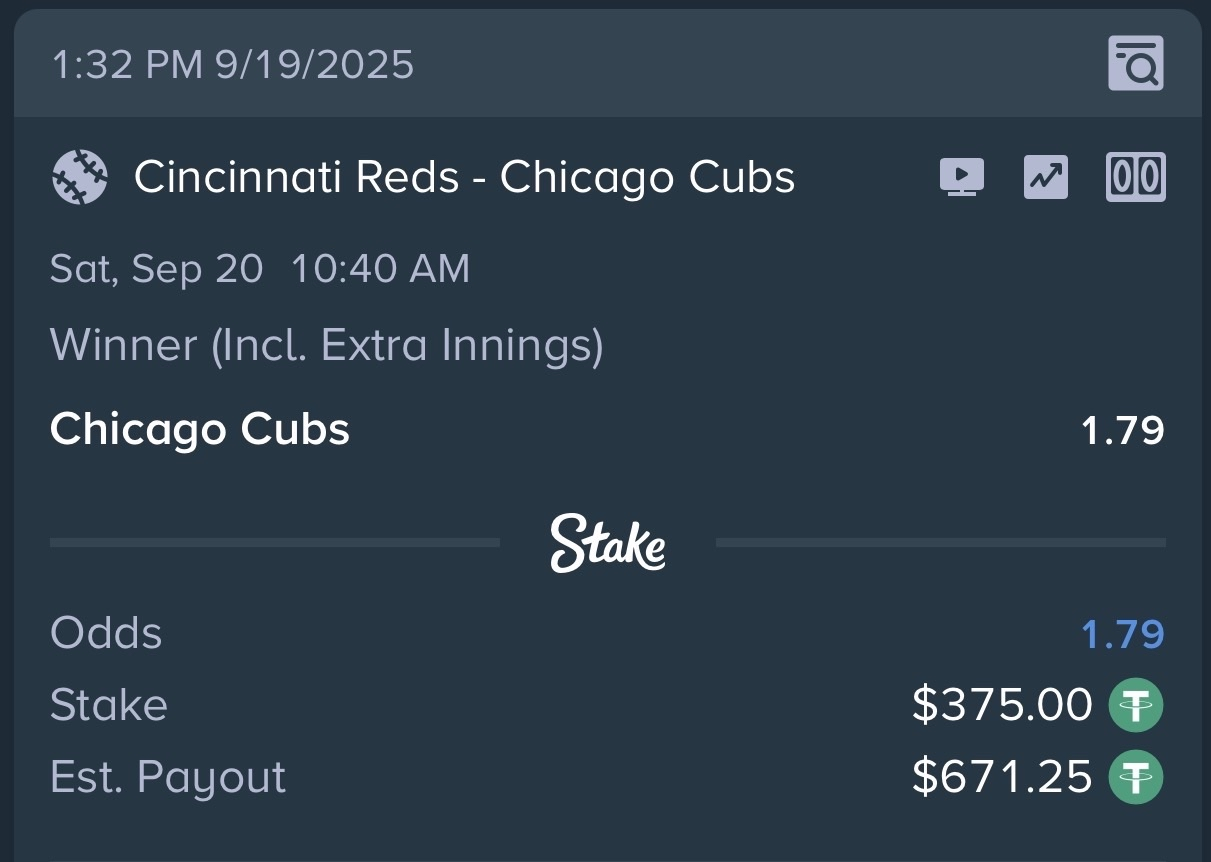 1:32 PM 9/19/2025
Cincinnati Reds - Chicago Cubs
Sat, Sep 20 10:40 AM
Winner (Incl. Extra Innings)
Chicago Cubs 1.79
Stake
Odds 1.79
Stake $375.00
Est. Payout $671.25